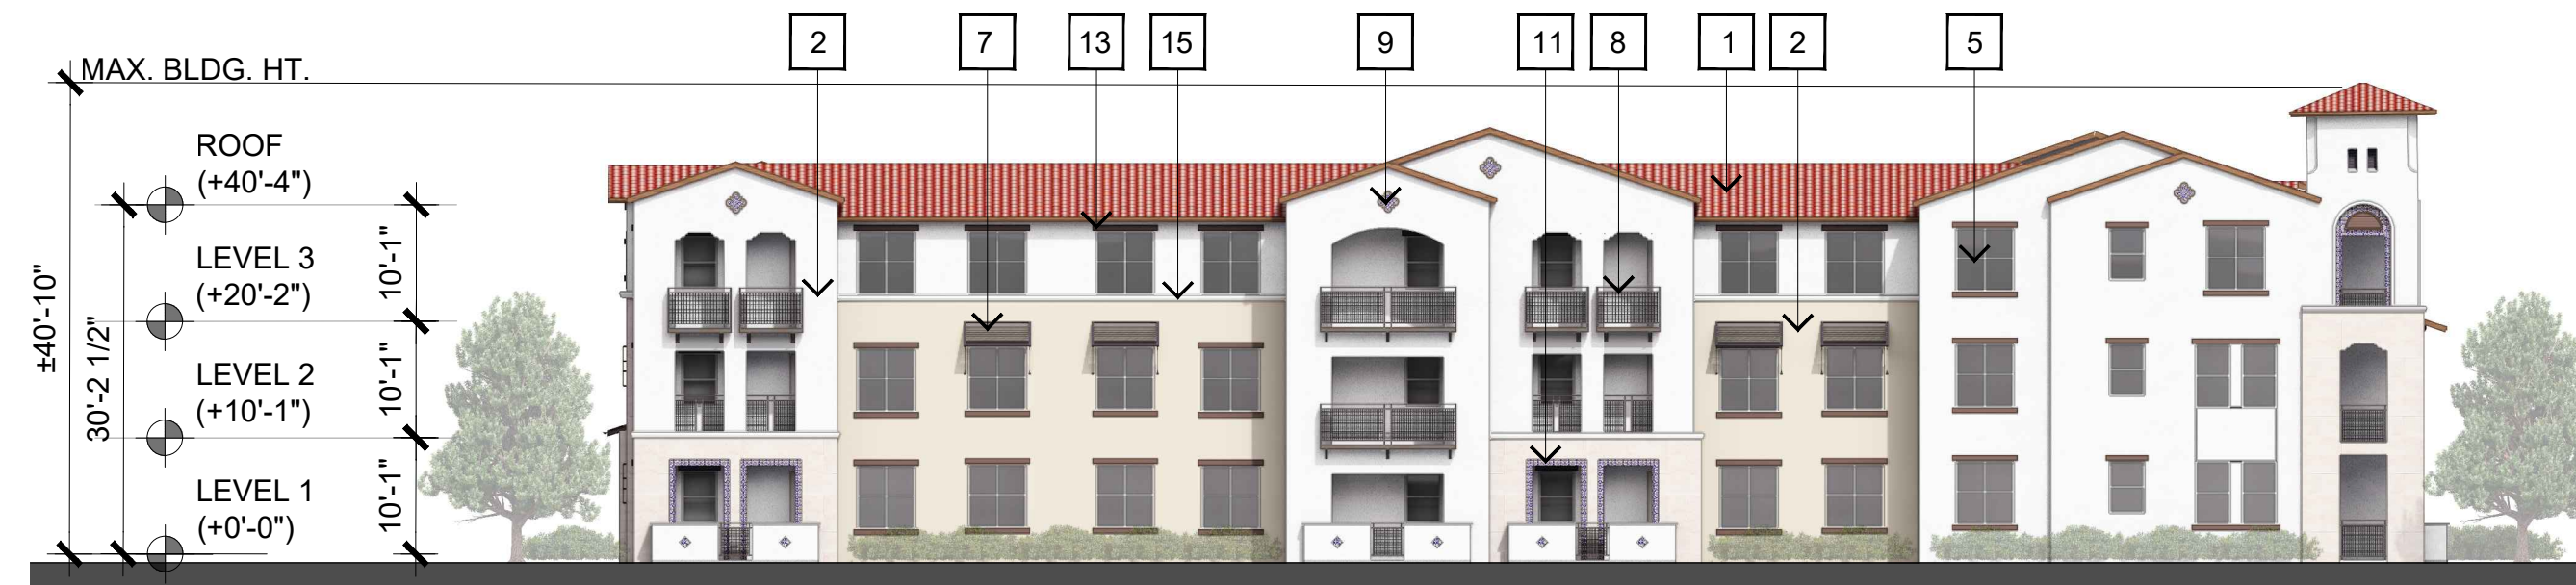 2 7 13 15 9 11 8 1 2 5
MAX. BLDG. HT.
ROOF
(+40'-4")
LEVEL 3
(+20'-2")
LEVEL 2
(+10'-1")
LEVEL 1
(+0'-0")
±40'-10"
30'-2 1/2"
10'-1"
10'-1"
10'-1"